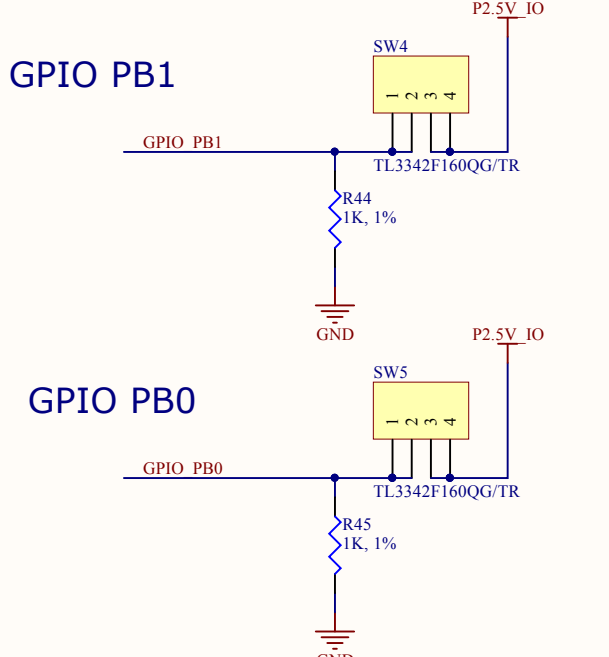 P2.5V_IO
SW4
GPIO PB1
1 2 3 4
GPIO_PB1
TL3342F160QG/TR
R44
1K, 1%
GND
P2.5V_IO
SW5
GPIO PB0
1 2 3 4
GPIO_PB0
TL3342F160QG/TR
R45
1K, 1%
GND